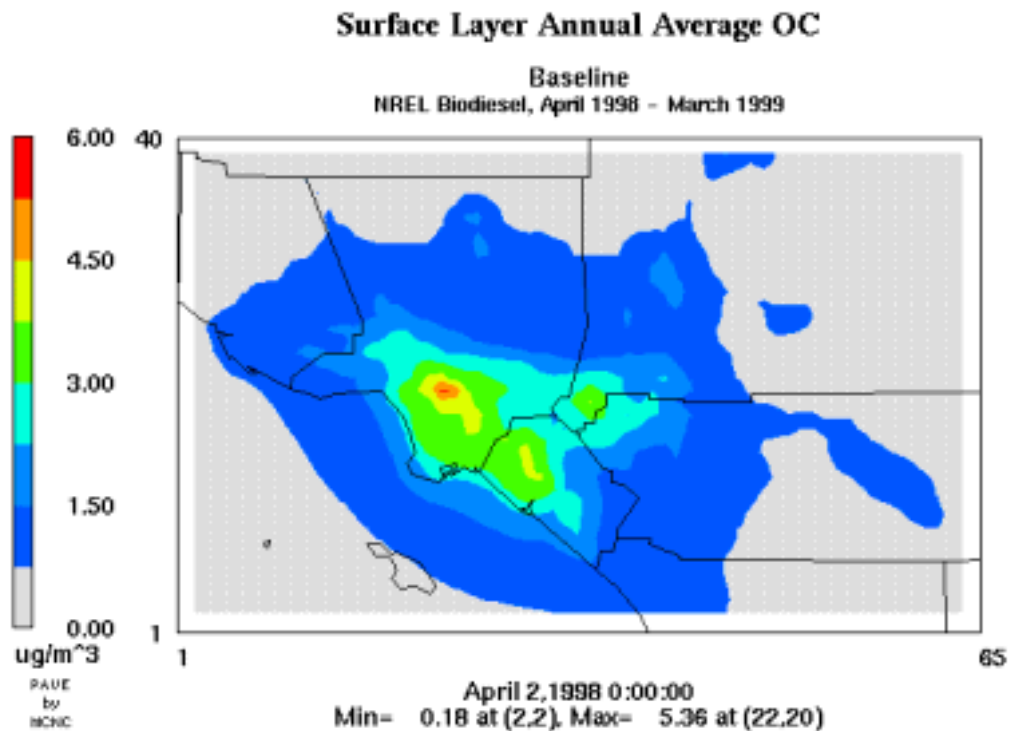 Surface Layer Annual Average OC
Baseline
NREL Biodiesel, April 1998 - March 1999
6.00
4.50
3.00
1.50
0.00
ug/m^3
PAVE
by
MCNC
40
1
1
65
April 2,1998 0:00:00
Min= 0.18 at (2,2), Max= 5.36 at (22,20)